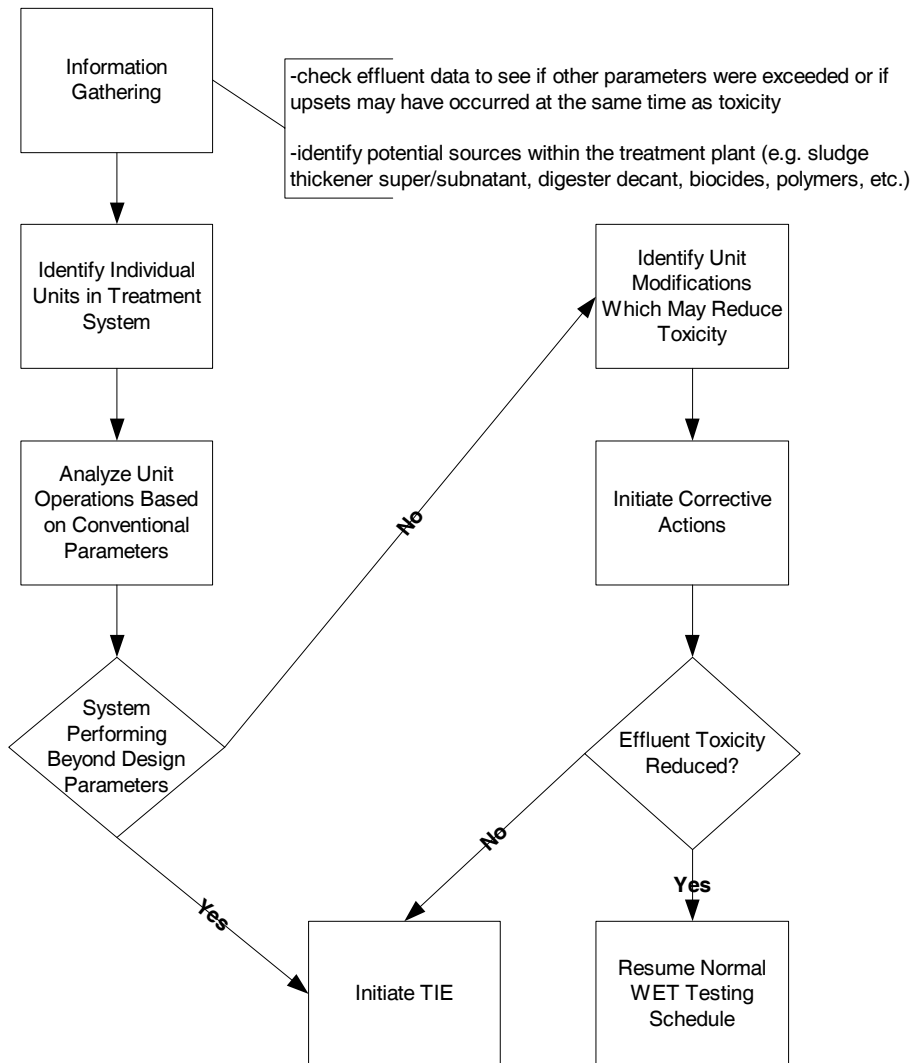 Information
Gathering
-check effluent data to see if other parameters were exceeded or if
upsets may have occurred at the same time as toxicity
-identify potential sources within the treatment plant (e.g. sludge
thickener super/subnatant, digester decant, biocides, polymers, etc.)
Identify Individual
Units in Treatment
System
Analyze Unit
Operations Based
on Conventional
Parameters
System
Performing
Beyond Design
Parameters
No
Yes
Identify Unit
Modifications
Which May Reduce
Toxicity
Initiate Corrective
Actions
Effluent Toxicity
Reduced?
No
Yes
Initiate TIE
Resume Normal
WET Testing
Schedule